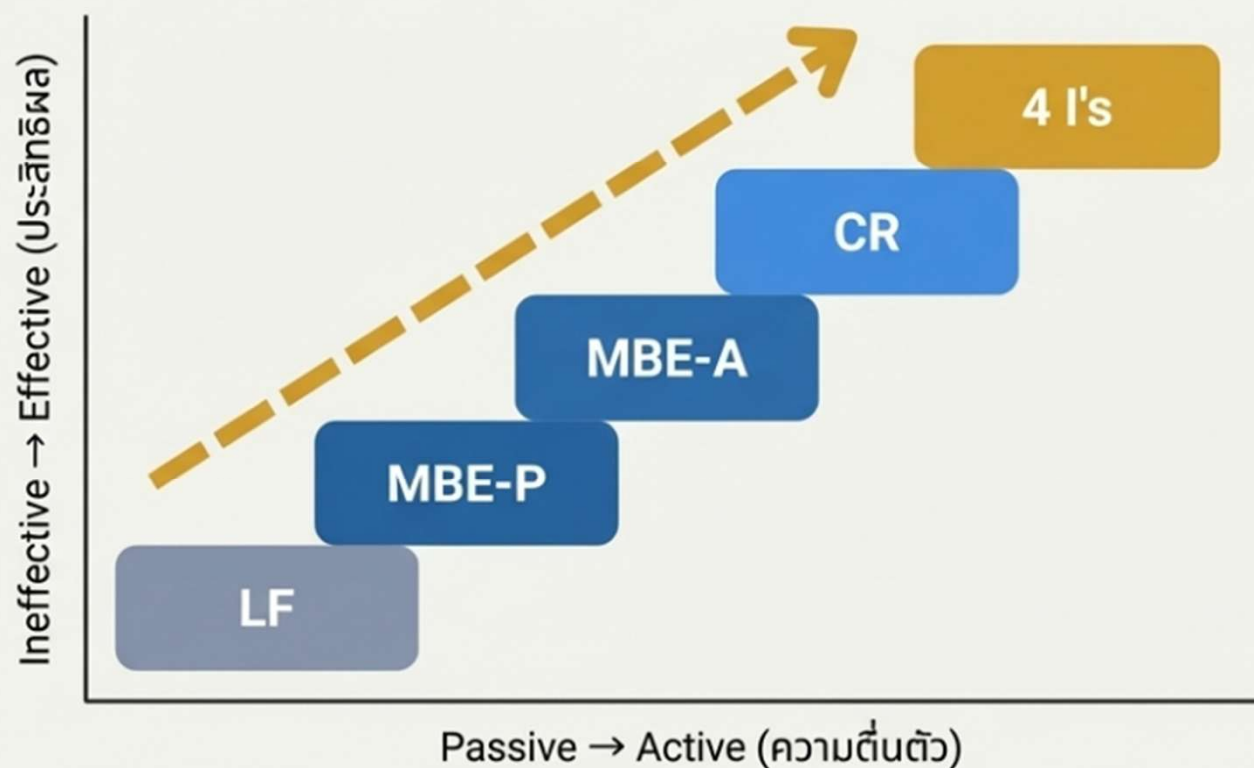 Ineffective → Effective (ประสิทธิผล)
4 I's
CR
MBE-A
MBE-P
LF
Passive → Active (ความตื่นตัว)